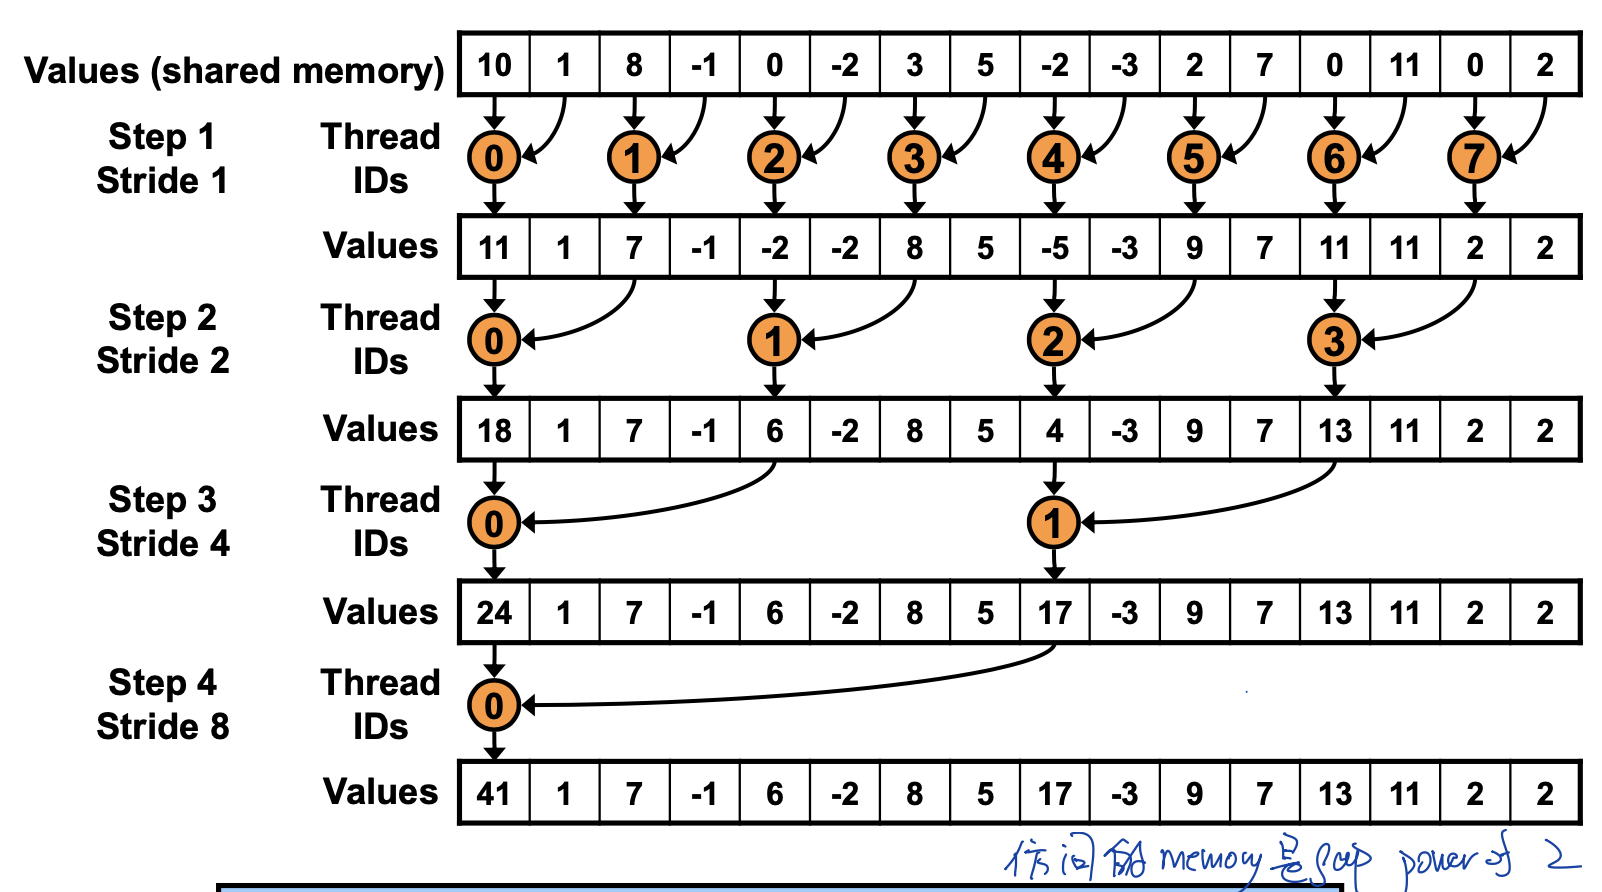 Values (shared memory) 10 1 8 -1 0 -2 3 5 -2 -3 2 7 0 11 0 2
Step 1 Thread 0 1 2 3 4 5 6 7
Stride 1 IDs
Values 11 1 7 -1 -2 -2 8 5 -5 -3 9 7 11 11 2 2
Step 2 Thread 0 1 2 3
Stride 2 IDs
Values 18 1 7 -1 6 -2 8 5 4 -3 9 7 13 11 2 2
Step 3 Thread 0 1
Stride 4 IDs
Values 24 1 7 -1 6 -2 8 5 17 -3 9 7 13 11 2 2
Step 4 Thread 0
Stride 8 IDs
Values 41 1 7 -1 6 -2 8 5 17 -3 9 7 13 11 2 2
memory 是 gap power of 2